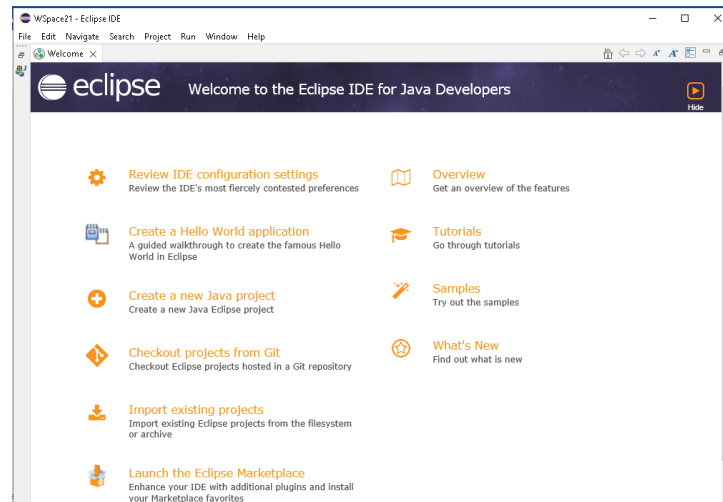 WSpace21 - Eclipse IDE
File Edit Navigate Search Project Run Window Help
Welcome
eclipse
Welcome to the Eclipse IDE for Java Developers
Hide
Review IDE configuration settings
Review the IDE's most fiercely contested preferences
Create a Hello World application
A guided walkthrough to create the famous Hello
World in Eclipse
Create a new Java project
Create a new Java Eclipse project
Checkout projects from Git
Checkout Eclipse projects hosted in a Git repository
Import existing projects
Import existing Eclipse projects from the filesystem
or archive
Launch the Eclipse Marketplace
Enhance your IDE with additional plugins and install
your Marketplace favorites
Overview
Get an overview of the features
Tutorials
Go through tutorials
Samples
Try out the samples
What's New
Find out what is new